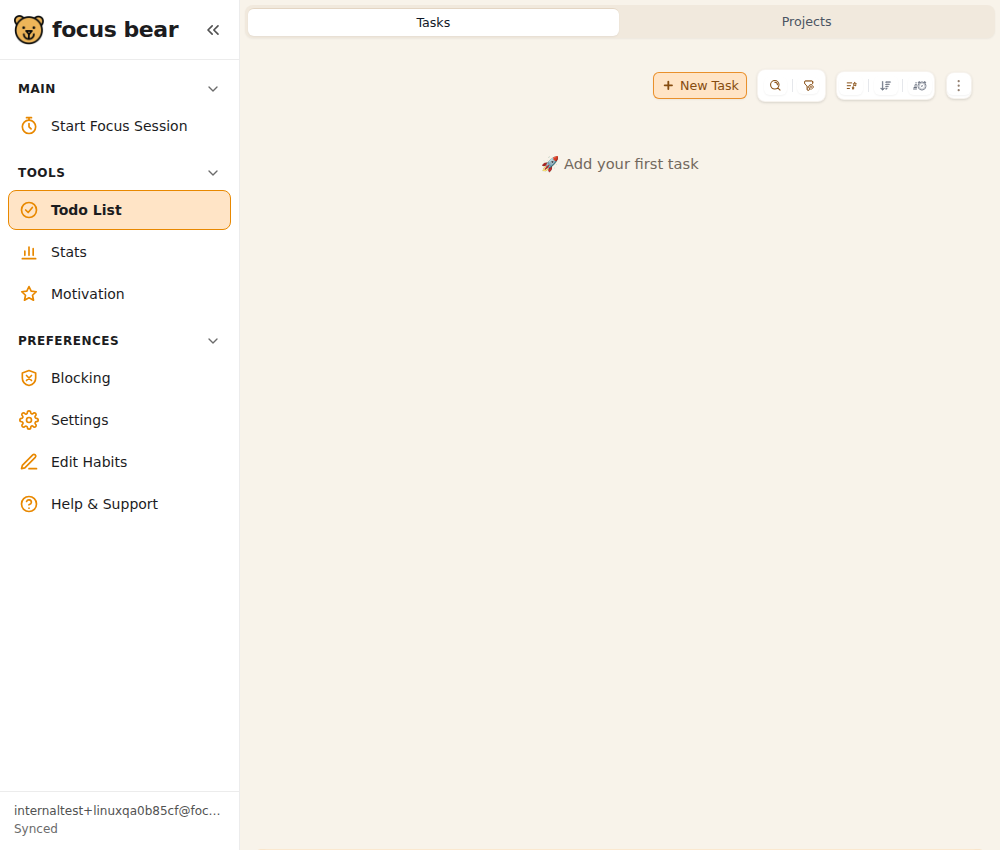 focus bear
MAIN
Start Focus Session
TOOLS
Todo List
Stats
Motivation
PREFERENCES
Blocking
Settings
Edit Habits
Help & Support
internaltest+linuxqa0b85cf@foc...
Synced
Tasks
Projects
+ New Task
🚀 Add your first task